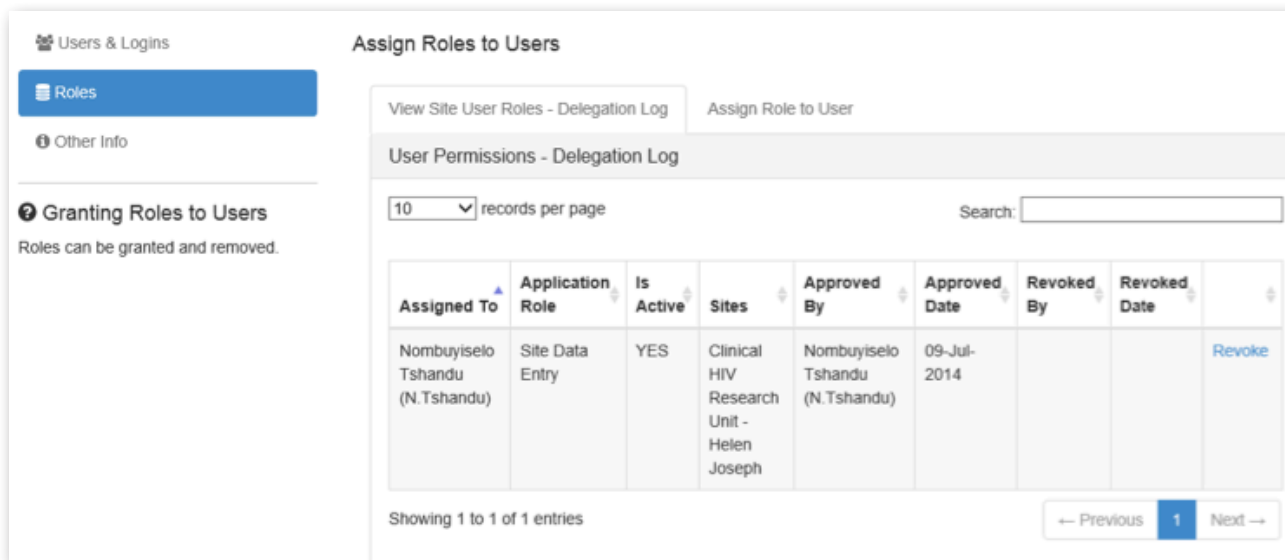 Users & Logins
Roles
Other Info
Granting Roles to Users
Roles can be granted and removed.
Assign Roles to Users
View Site User Roles - Delegation Log
Assign Role to User
User Permissions - Delegation Log
10 records per page
Search:
Assigned To
Application
Role
Is
Active
Sites
Approved
By
Approved
Date
Revoked
By
Revoked
Date
Nombuyiselo
Tshandu
(N.Tshandu)
Site Data
Entry
YES
Clinical
HIV
Research
Unit -
Helen
Joseph
Nombuyiselo
Tshandu
(N.Tshandu)
09-Jul-
2014
Revoke
Showing 1 to 1 of 1 entries
← Previous
1
Next →